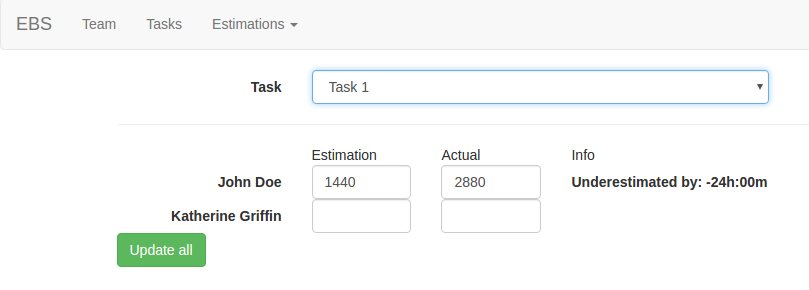 EBS Team Tasks Estimations
Task Task 1
Estimation Actual Info
John Doe 1440 2880 Underestimated by: -24h:00m
Katherine Griffin
Update all